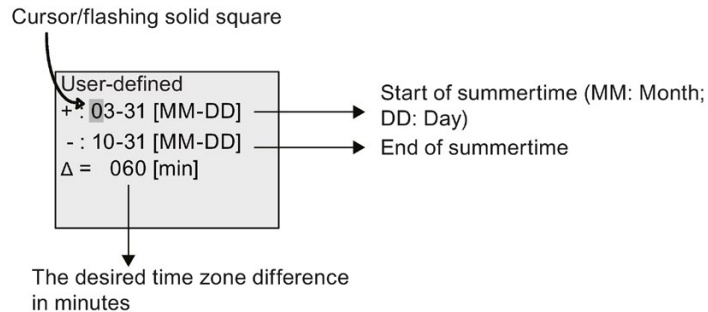 Cursor/flashing solid square
User-defined
+ : 03-31 [MM-DD]
- : 10-31 [MM-DD]
Δ = 060 [min]
Start of summertime (MM: Month;
DD: Day)
End of summertime
The desired time zone difference
in minutes